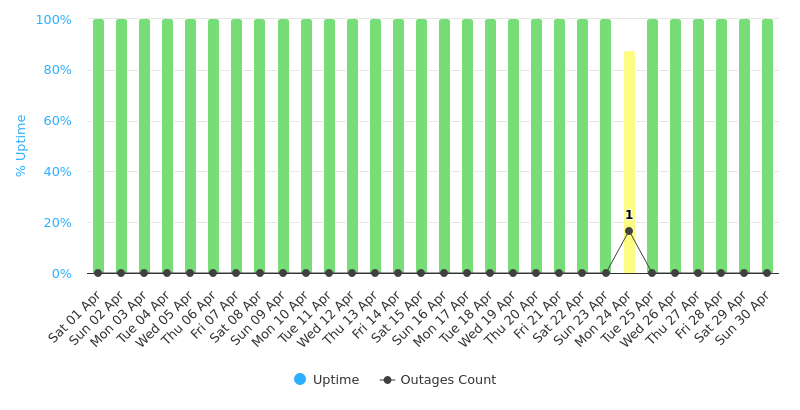 100%
80%
60%
40%
20%
0%
% Uptime
1
Sat 01 Apr
Sun 02 Apr
Mon 03 Apr
Tue 04 Apr
Wed 05 Apr
Thu 06 Apr
Fri 07 Apr
Sat 08 Apr
Sun 09 Apr
Mon 10 Apr
Tue 11 Apr
Wed 12 Apr
Thu 13 Apr
Fri 14 Apr
Sat 15 Apr
Sun 16 Apr
Mon 17 Apr
Tue 18 Apr
Wed 19 Apr
Thu 20 Apr
Fri 21 Apr
Sat 22 Apr
Sun 23 Apr
Mon 24 Apr
Tue 25 Apr
Wed 26 Apr
Thu 27 Apr
Fri 28 Apr
Sat 29 Apr
Sun 30 Apr
Uptime
Outages Count